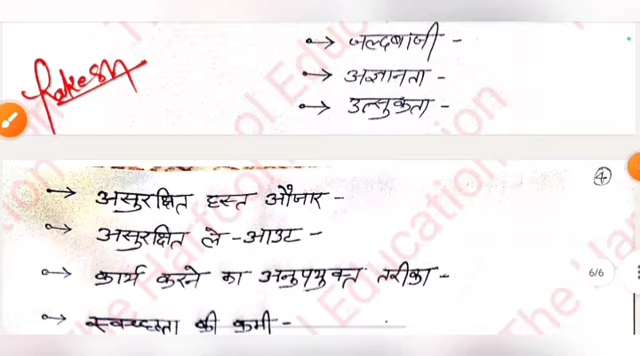 → जल्दबाजी -
Rakesh
→ अज्ञानता -
→ उत्सुकता -
④
→ असुरक्षित हस्त औजार -
→ असुरक्षित ले-आउट -
→ कार्य करने का अनुपयुक्त तरीका -
6/6
→ स्वच्छता की कमी -